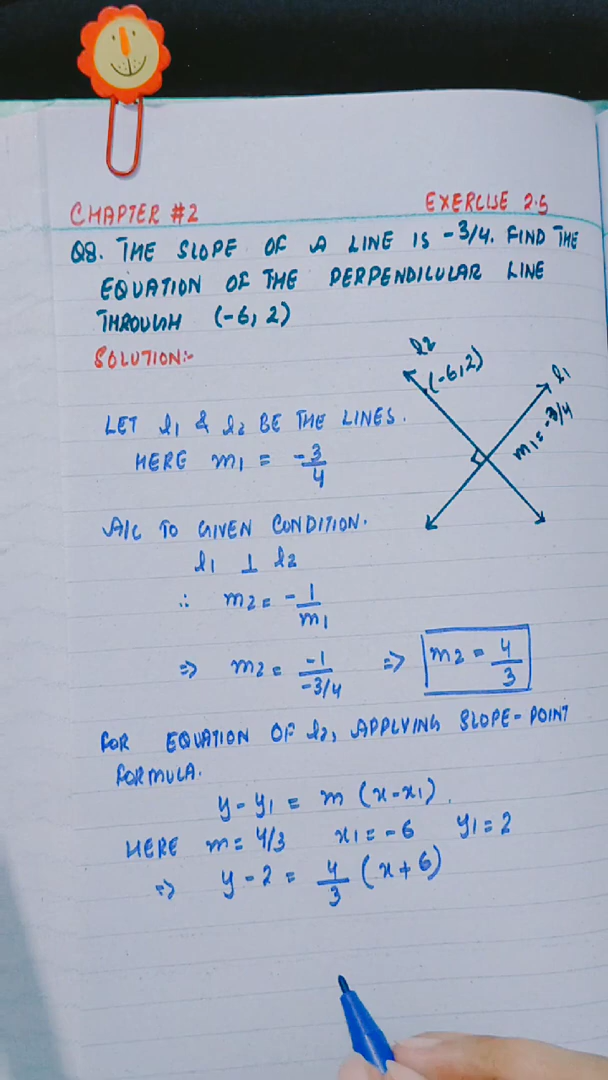 CHAPTER #2 EXERCISE 2.5
Q8. THE SLOPE OF A LINE IS -3/4. FIND THE
EQUATION OF THE PERPENDICULAR LINE
THROUGH (-6, 2)
SOLUTION:-
l2
(-6,2)
l1
m1=-3/4
LET l1 & l2 BE THE LINES.
HERE m1 = -3/4
A/C TO GIVEN CONDITION.
l1 ⊥ l2
∴ m2 = -1/m1
=> m2 = -1/-3/4 => m2 = 4/3
FOR EQUATION OF l2, APPLYING SLOPE-POINT
FORMULA.
y-y1 = m (x-x1).
HERE m= 4/3 x1=-6 y1=2
=> y-2 = 4/3 (x+6)